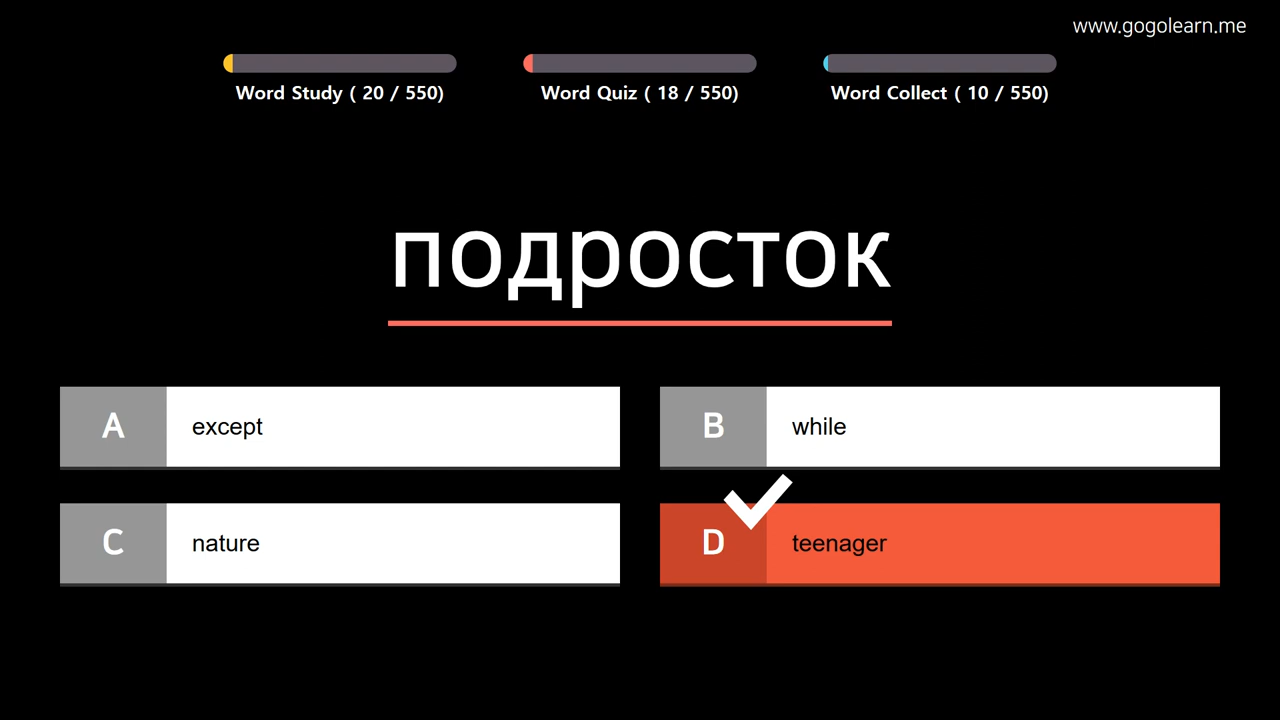 www.gogolearn.me
Word Study ( 20 / 550)
Word Quiz ( 18 / 550)
Word Collect ( 10 / 550)
подросток
A except
B while
C nature
D teenager